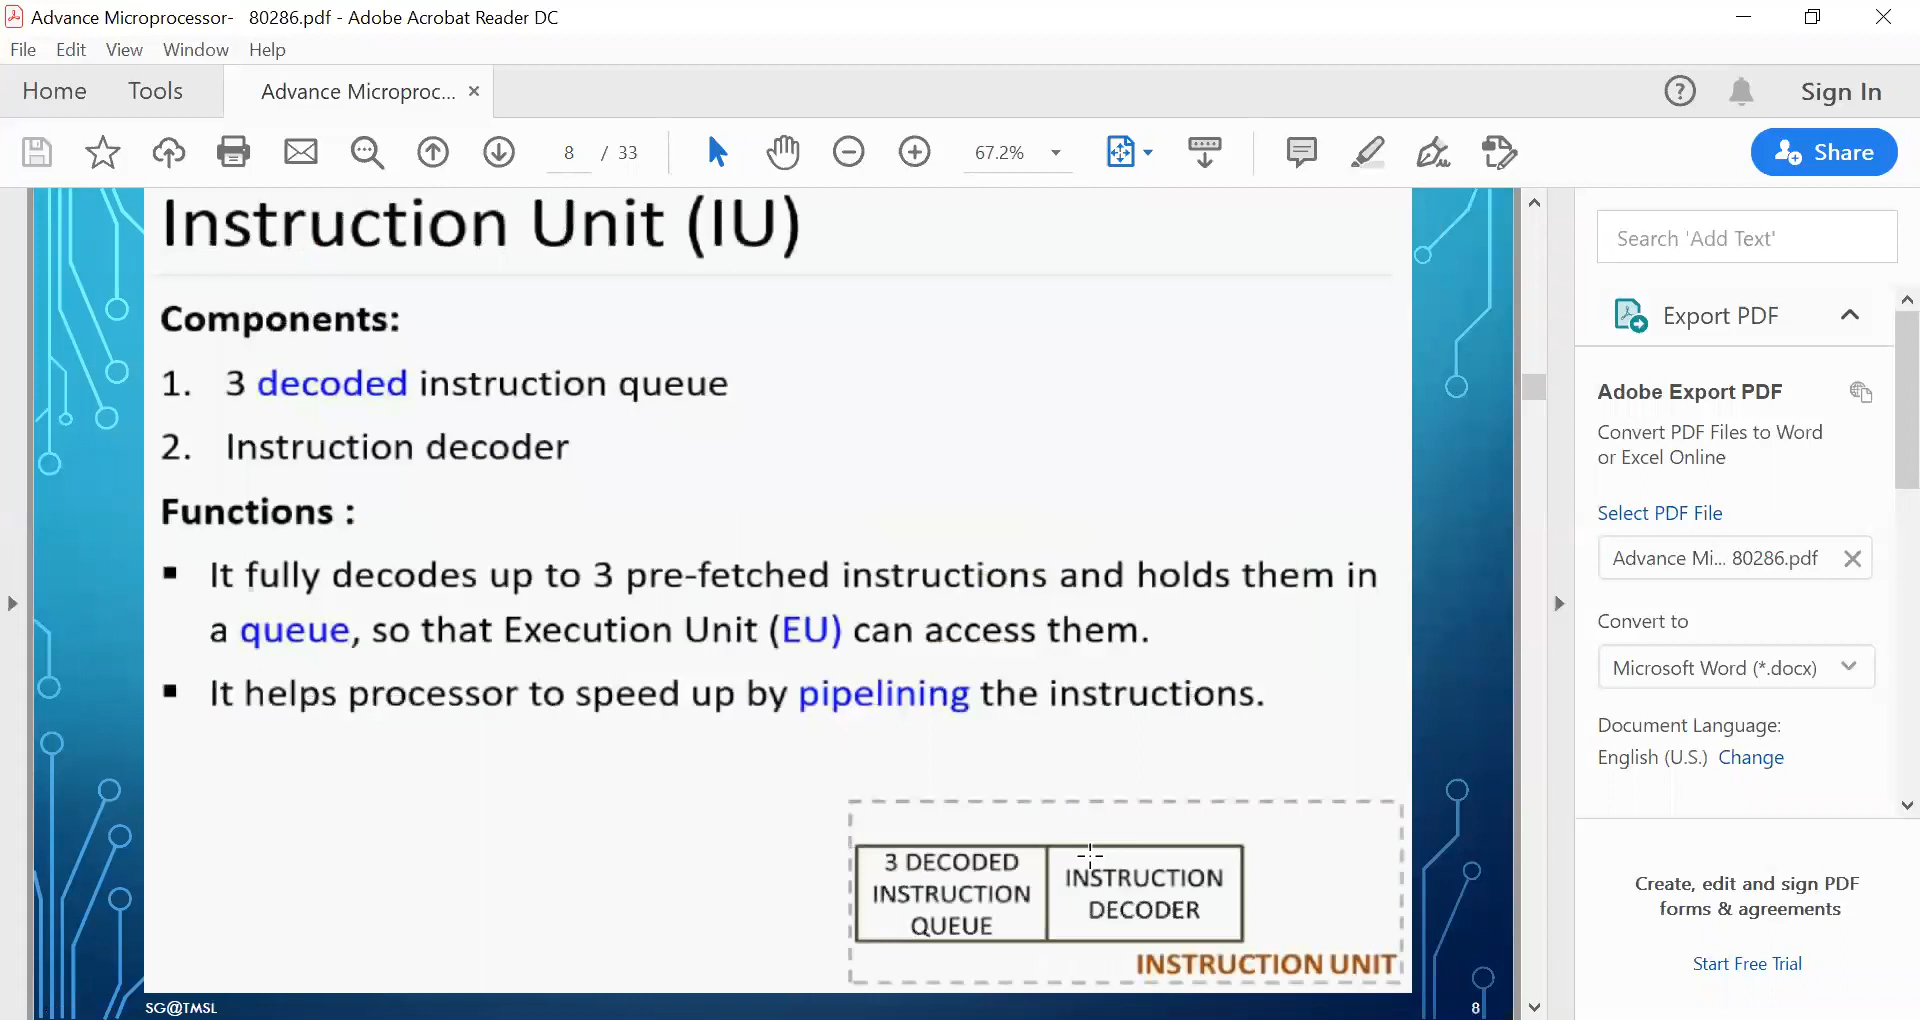 Advance Microprocessor- 80286.pdf - Adobe Acrobat Reader DC
File Edit View Window Help
Home Tools Advance Microproc... Sign In
8 / 33 67.2% Share
Instruction Unit (IU)
Components:
1. 3 decoded instruction queue
2. Instruction decoder
Functions :
▪ It fully decodes up to 3 pre-fetched instructions and holds them in
a queue, so that Execution Unit (EU) can access them.
▪ It helps processor to speed up by pipelining the instructions.
3 DECODED
INSTRUCTION
QUEUE
INSTRUCTION
DECODER
INSTRUCTION UNIT
SG@TMSL
8
Search 'Add Text'
Export PDF
Adobe Export PDF
Convert PDF Files to Word
or Excel Online
Select PDF File
Advance Mi... 80286.pdf
Convert to
Microsoft Word (*.docx)
Document Language:
English (U.S.) Change
Create, edit and sign PDF
forms & agreements
Start Free Trial